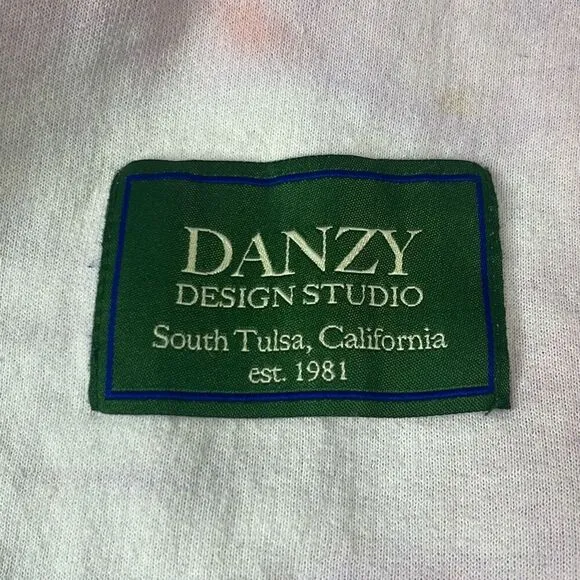 DANZY
DESIGN STUDIO
South Tulsa, California
est. 1981